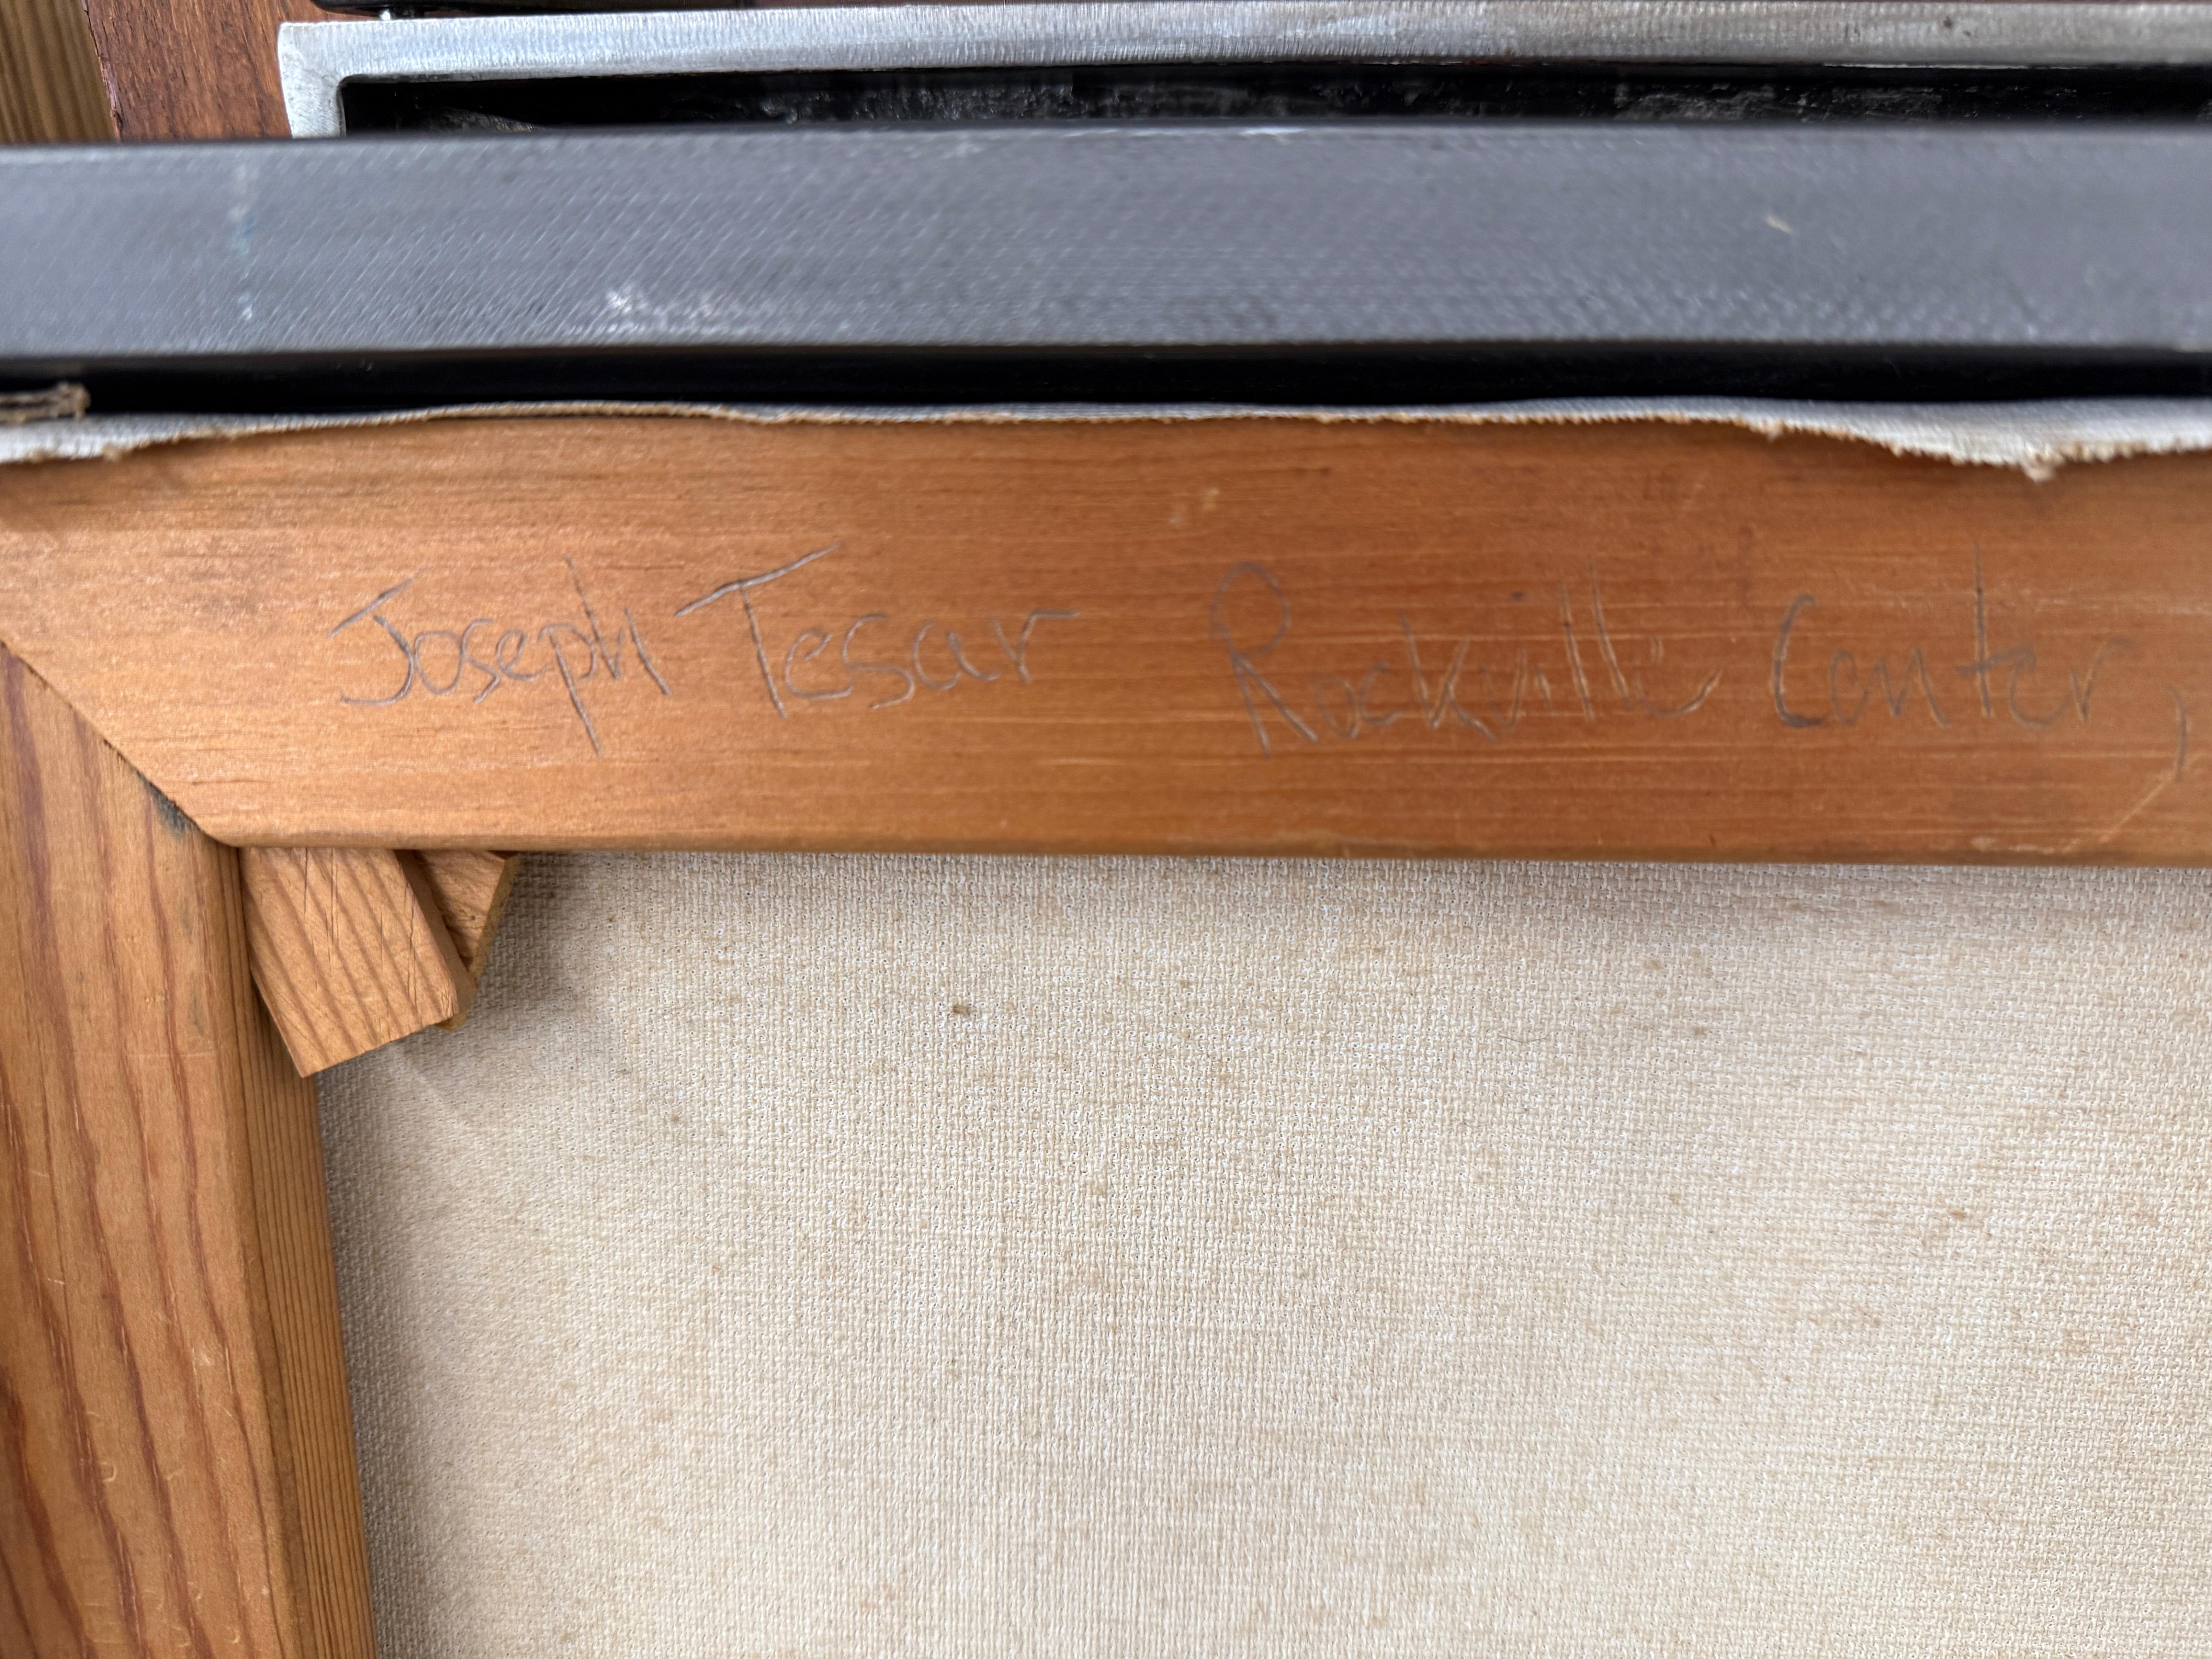 Joseph Tesar Rockville Center,